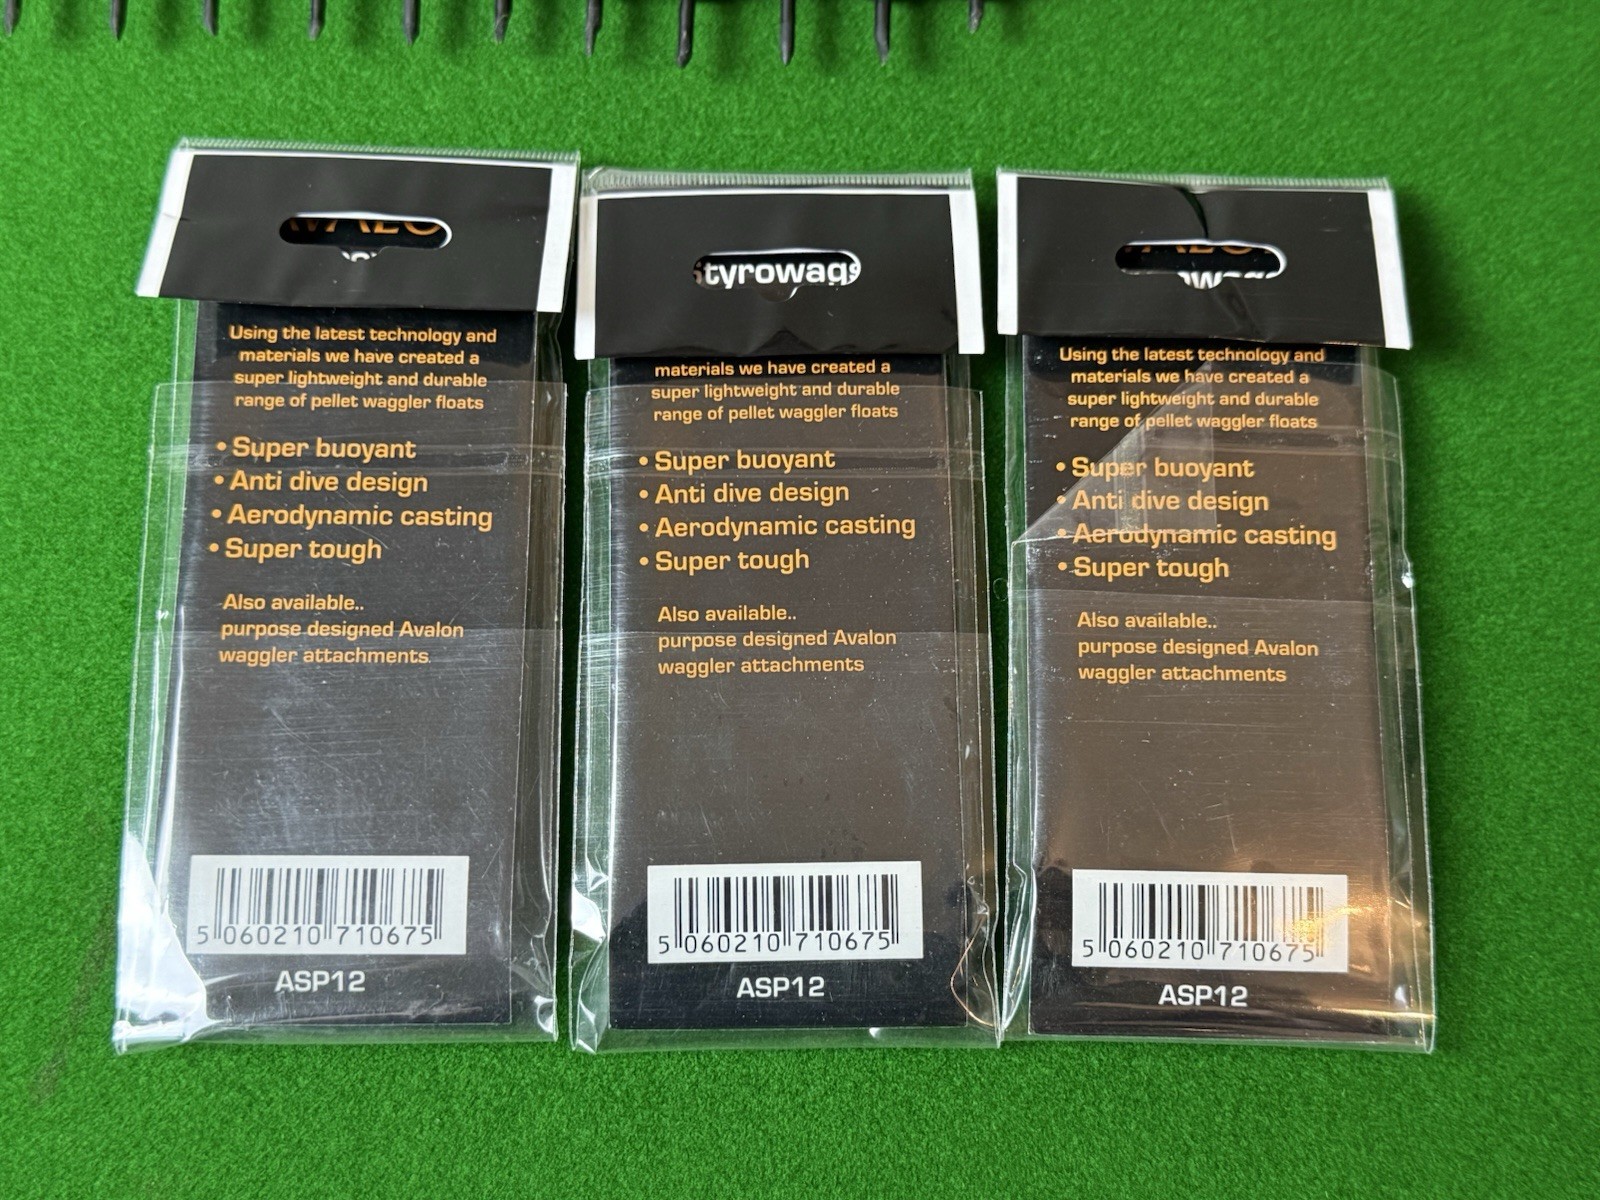 Using the latest technology and
materials we have created a
super lightweight and durable
range of pellet waggler floats
• Super buoyant
• Anti dive design
• Aerodynamic casting
• Super tough
Also available..
purpose designed Avalon
waggler attachments
5 060210 710675
ASP12
styrowags
materials we have created a
super lightweight and durable
range of pellet waggler floats
• Super buoyant
• Anti dive design
• Aerodynamic casting
• Super tough
Also available..
purpose designed Avalon
waggler attachments
5 060210 710675
ASP12
Using the latest technology and
materials we have created a
super lightweight and durable
range of pellet waggler floats
• Super buoyant
• Anti dive design
• Aerodynamic casting
• Super tough
Also available..
purpose designed Avalon
waggler attachments
5 060210 710675
ASP12